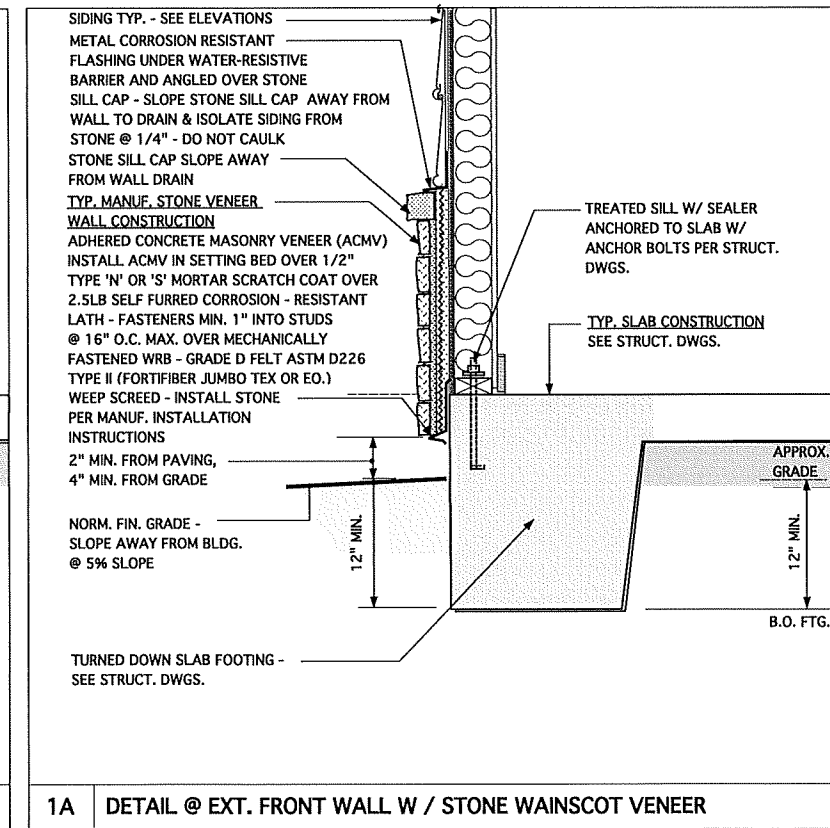 SIDING TYP. - SEE ELEVATIONS
METAL CORROSION RESISTANT
FLASHING UNDER WATER-RESISTIVE
BARRIER AND ANGLED OVER STONE
SILL CAP - SLOPE STONE SILL CAP AWAY FROM
WALL TO DRAIN & ISOLATE SIDING FROM
STONE @ 1/4" - DO NOT CAULK
STONE SILL CAP SLOPE AWAY
FROM WALL DRAIN
TYP. MANUF. STONE VENEER
WALL CONSTRUCTION
ADHERED CONCRETE MASONRY VENEER (ACMV)
INSTALL ACMV IN SETTING BED OVER 1/2"
TYPE 'N' OR 'S' MORTAR SCRATCH COAT OVER
2.5LB SELF FURRED CORROSION - RESISTANT
LATH - FASTENERS MIN. 1" INTO STUDS
@ 16" O.C. MAX. OVER MECHANICALLY
FASTENED WRB - GRADE D FELT ASTM D226
TYPE II (FORTIFIBER JUMBO TEX OR EQ.)
WEEP SCREED - INSTALL STONE
PER MANUF. INSTALLATION
INSTRUCTIONS
2" MIN. FROM PAVING,
4" MIN. FROM GRADE
NORM. FIN. GRADE -
SLOPE AWAY FROM BLDG.
@ 5% SLOPE
12" MIN.
TURNED DOWN SLAB FOOTING -
SEE STRUCT. DWGS.
TREATED SILL W/ SEALER
ANCHORED TO SLAB W/
ANCHOR BOLTS PER STRUCT.
DWGS.
TYP. SLAB CONSTRUCTION
SEE STRUCT. DWGS.
APPROX.
GRADE
12" MIN.
B.O. FTG.
1A DETAIL @ EXT. FRONT WALL W / STONE WAINSCOT VENEER